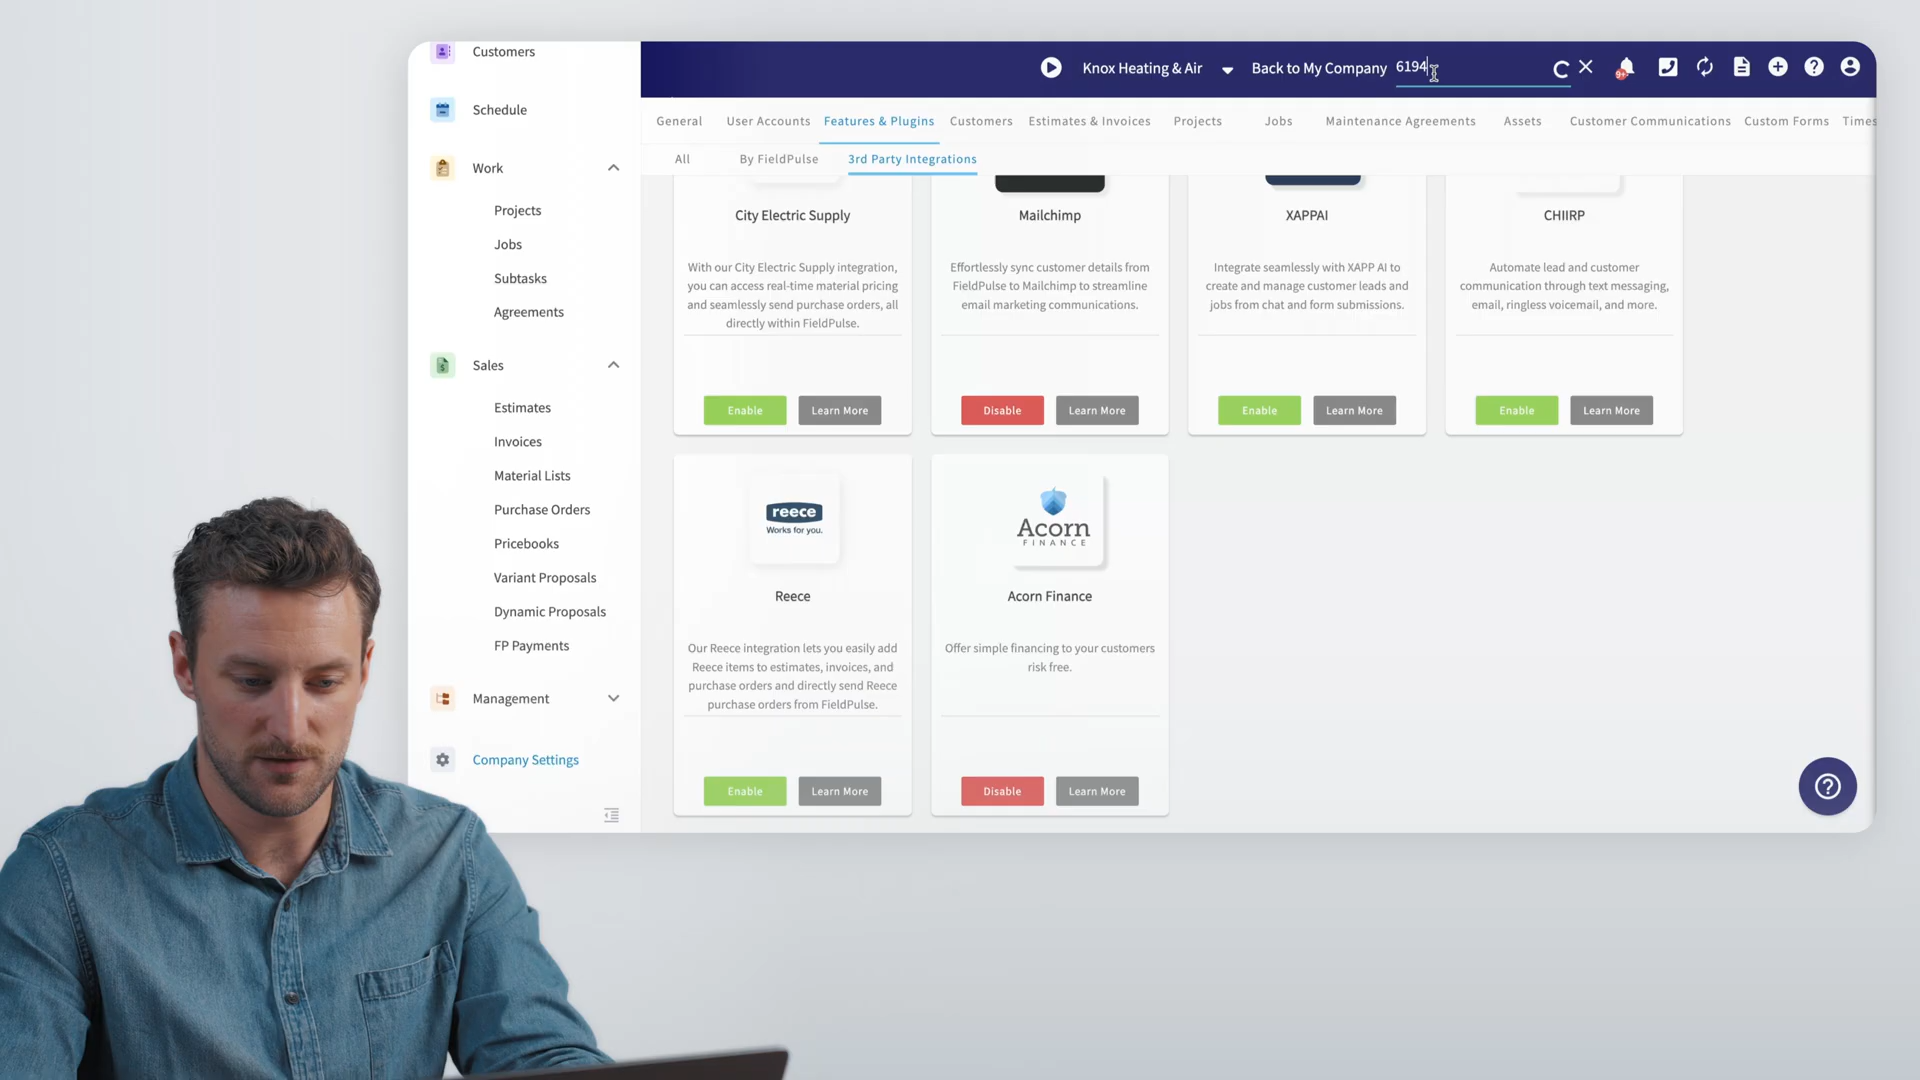 Customers
Schedule
Work
Projects
Jobs
Subtasks
Agreements
Sales
Estimates
Invoices
Material Lists
Purchase Orders
Pricebooks
Variant Proposals
Dynamic Proposals
FP Payments
Management
Company Settings
Knox Heating & Air
Back to My Company
6194
9+
General
User Accounts
Features & Plugins
Customers
Estimates & Invoices
Projects
Jobs
Maintenance Agreements
Assets
Customer Communications
Custom Forms
Times
All
By FieldPulse
3rd Party Integrations
City Electric Supply
With our City Electric Supply integration,
you can access real-time material pricing
and seamlessly send purchase orders, all
directly within FieldPulse.
Enable
Learn More
Mailchimp
Effortlessly sync customer details from
FieldPulse to Mailchimp to streamline
email marketing communications.
Disable
Learn More
XAPPAI
Integrate seamlessly with XAPP AI to
create and manage customer leads and
jobs from chat and form submissions.
Enable
Learn More
CHIIRP
Automate lead and customer
communication through text messaging,
email, ringless voicemail, and more.
Enable
Learn More
reece
Works for you.
Reece
Our Reece integration lets you easily add
Reece items to estimates, invoices, and
purchase orders and directly send Reece
purchase orders from FieldPulse.
Enable
Learn More
Acorn
FINANCE
Acorn Finance
Offer simple financing to your customers
risk free.
Disable
Learn More